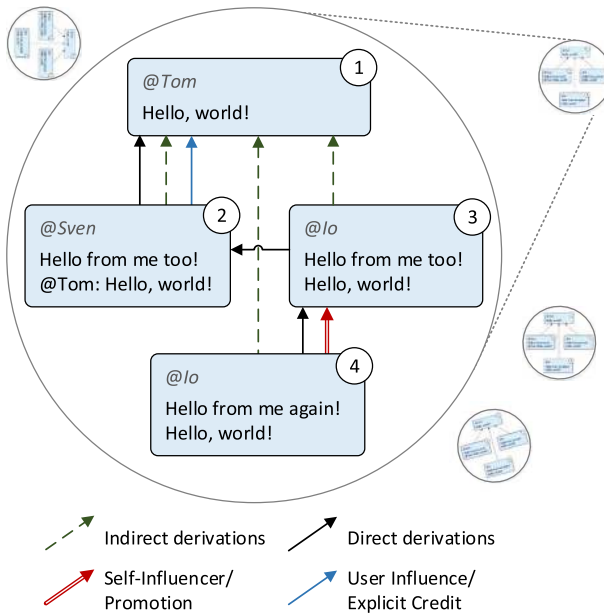 1
@Tom
Hello, world!
2
@Sven
Hello from me too!
@Tom: Hello, world!
3
@Io
Hello from me too!
Hello, world!
4
@Io
Hello from me again!
Hello, world!
Indirect derivations
Direct derivations
Self-Influencer/
Promotion
User Influence/
Explicit Credit